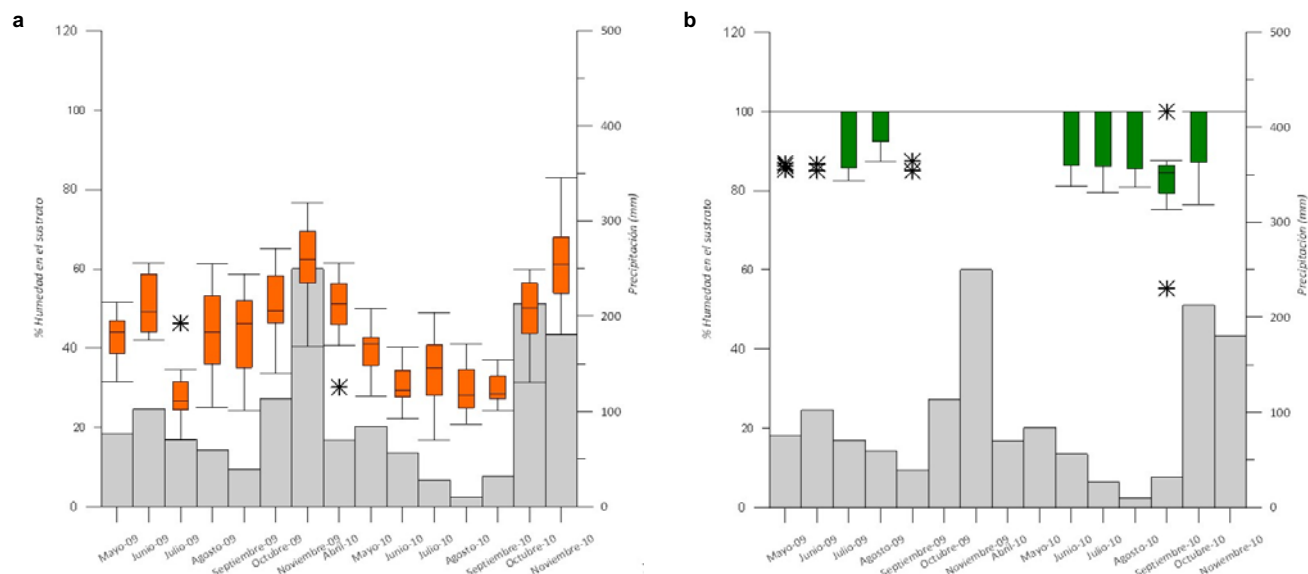 a
120
100
80
60
40
20
0
% Humedad en el sustrato
500
400
300
200
100
0
Precipitación (mm)
Mayo-09
Junio-09
Julio-09
Agosto-09
Septiembre-09
Octubre-09
Noviembre-09
Abril-10
Mayo-10
Junio-10
Julio-10
Agosto-10
Septiembre-10
Octubre-10
Noviembre-10
b
120
100
80
60
40
20
0
% Humedad en el sustrato
500
400
300
200
100
0
Precipitación (mm)
Mayo-09
Junio-09
Julio-09
Agosto-09
Septiembre-09
Octubre-09
Noviembre-09
Abril-10
Mayo-10
Junio-10
Julio-10
Agosto-10
Septiembre-10
Octubre-10
Noviembre-10